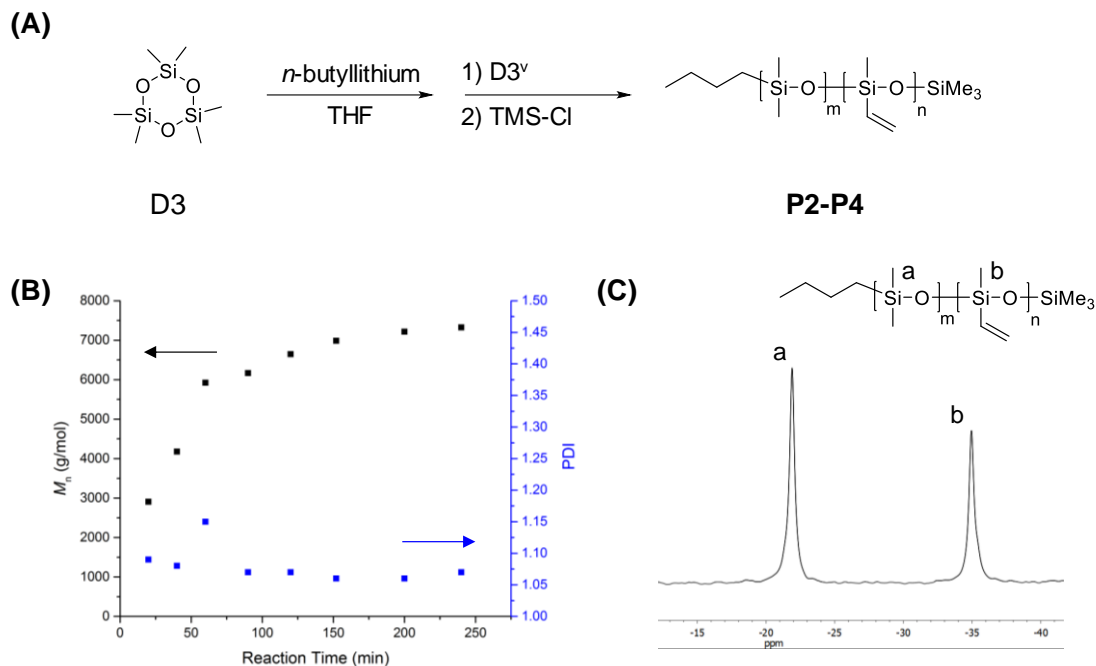 (A)
Si
O
O
Si
Si
O
D3
n-butyllithium
THF
1) D3ᵛ
2) TMS-Cl
Si
O
m
Si
O
n
SiMe3
P2-P4
(B)
8000
7000
6000
5000
4000
3000
2000
1000
0
Mn (g/mol)
0
50
100
150
200
250
Reaction Time (min)
1.50
1.45
1.40
1.35
1.30
1.25
1.20
1.15
1.10
1.05
1.00
PDI
(C)
a
b
Si
O
m
Si
O
n
SiMe3
a
b
-15
-20
-25
-30
-35
-40
ppm